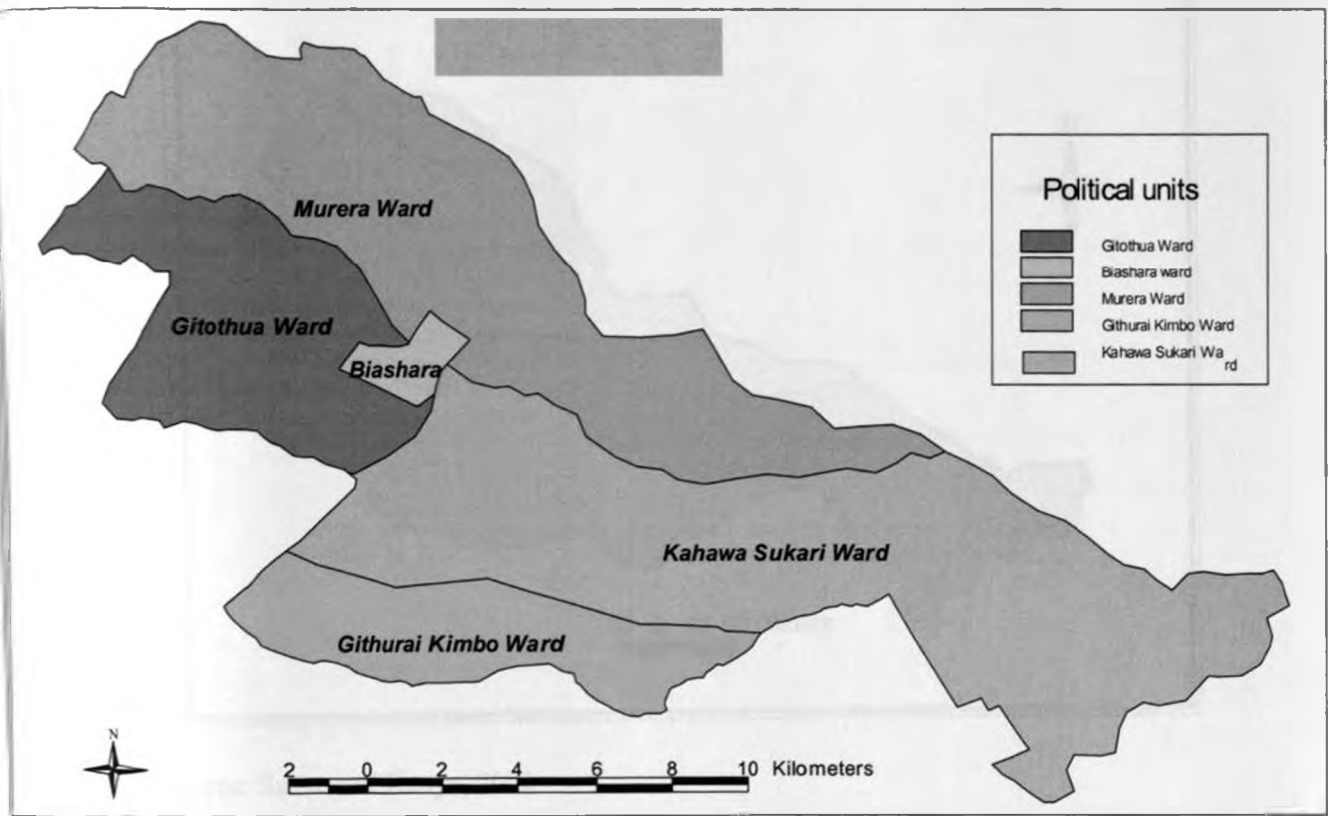 Murera Ward
Gitothua Ward
Biashara
Kahawa Sukari Ward
Githurai Kimbo Ward
Political units
Gitothua Ward
Biashara ward
Murera Ward
Githurai Kimbo Ward
Kahawa Sukari Wa
rd
N
2 0 2 4 6 8 10 Kilometers